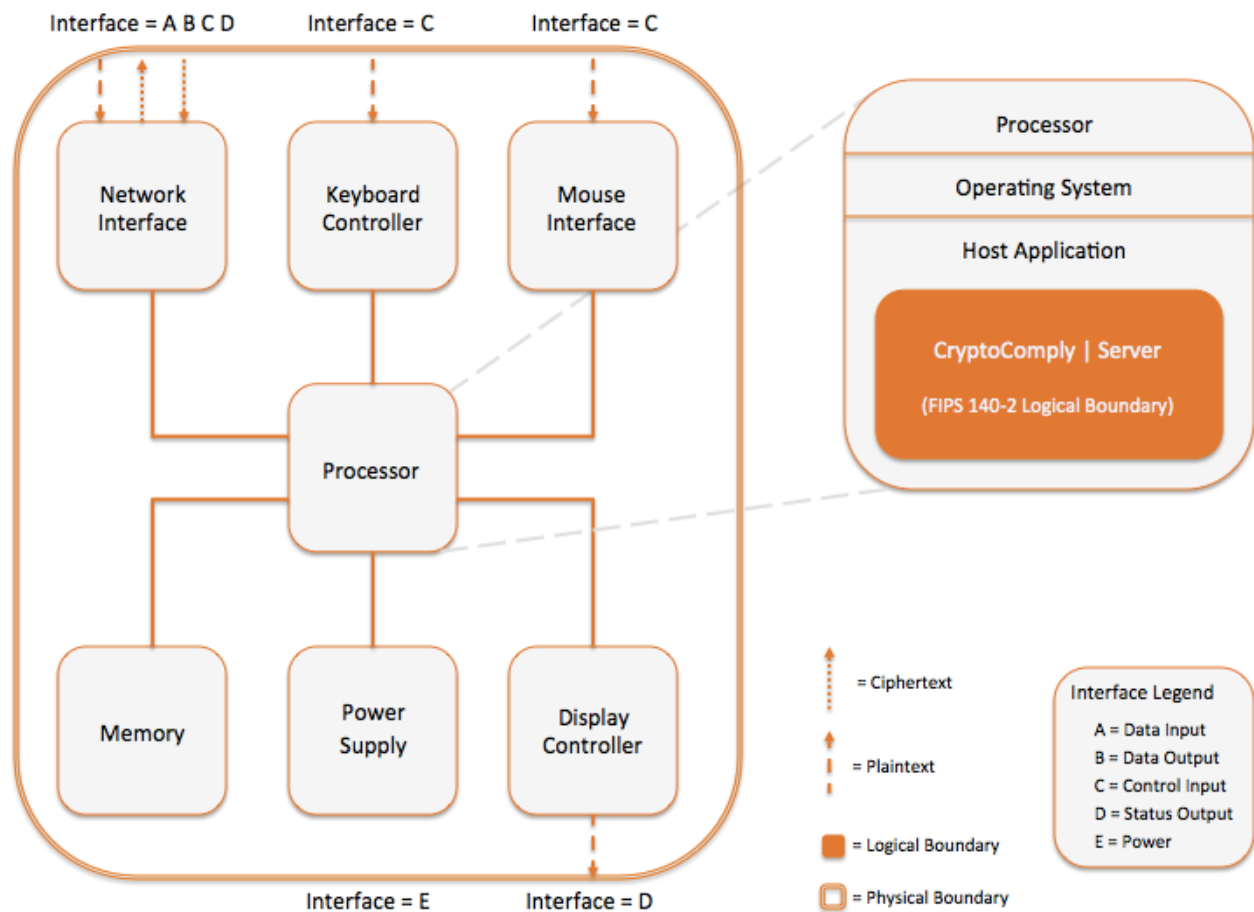 Interface = A B C D
Interface = C
Interface = C
Network
Interface
Keyboard
Controller
Mouse
Interface
Processor
Memory
Power
Supply
Display
Controller
Interface = E
Interface = D
Processor
Operating System
Host Application
CryptoComply | Server
(FIPS 140-2 Logical Boundary)
= Ciphertext
= Plaintext
= Logical Boundary
= Physical Boundary
Interface Legend
A = Data Input
B = Data Output
C = Control Input
D = Status Output
E = Power